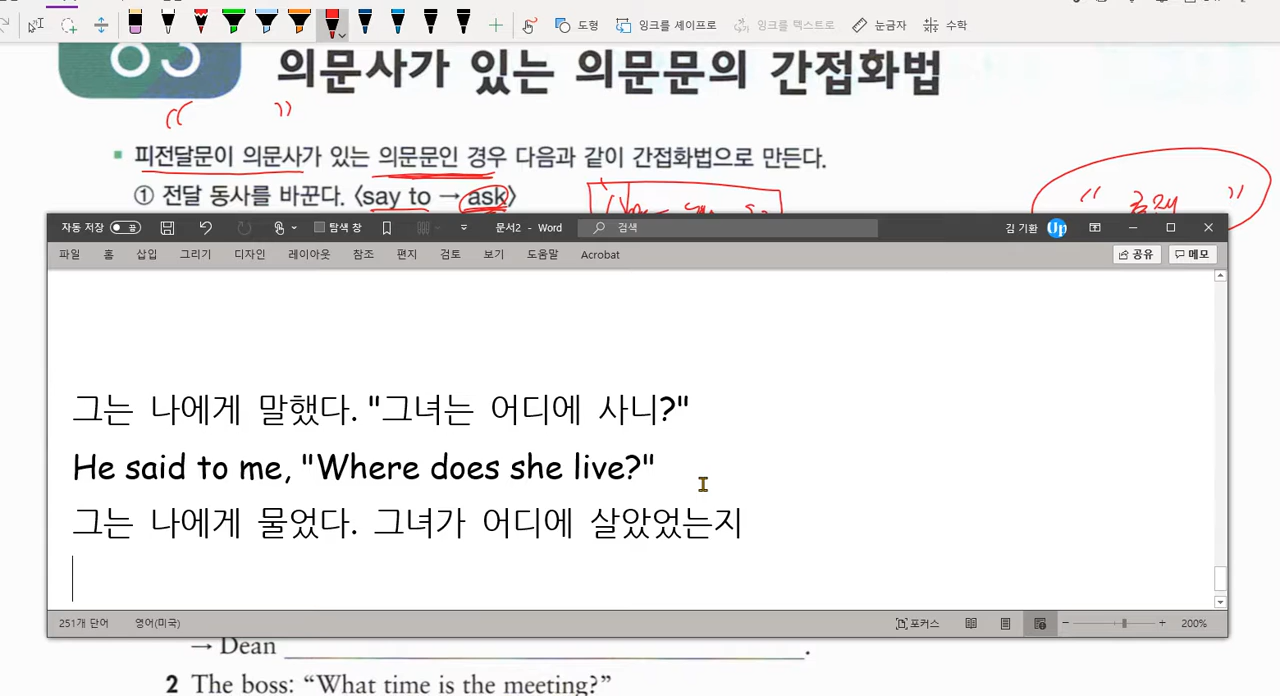 도형 잉크를 셰이프로 잉크를 텍스트로 눈금자 수학
83 의문사가 있는 의문문의 간접화법
“ ”
피전달문이 의문사가 있는 의문문인 경우 다음과 같이 간접화법으로 만든다.
① 전달 동사를 바꾼다. 〈say to → ask〉
“ ”
자동 저장 끔 탐색 창 문서2 - Word 검색 김 기환 Up
파일 홈 삽입 그리기 디자인 레이아웃 참조 편지 검토 보기 도움말 Acrobat 공유 메모
그는 나에게 말했다. "그녀는 어디에 사니?"
He said to me, "Where does she live?"
그는 나에게 물었다. 그녀가 어디에 살았었는지
251개 단어 영어(미국) 포커스 200%
→ Dean .
2 The boss: “What time is the meeting?”